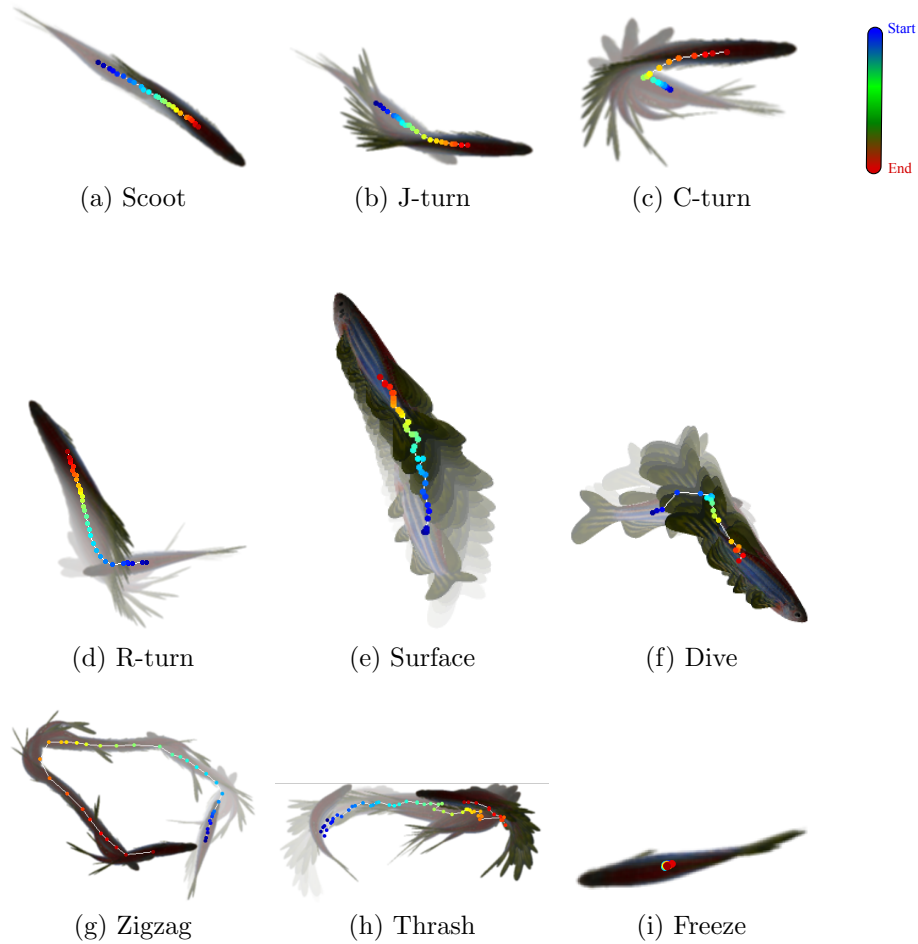 Start
End
(a) Scoot
(b) J-turn
(c) C-turn
(d) R-turn
(e) Surface
(f) Dive
(g) Zigzag
(h) Thrash
(i) Freeze